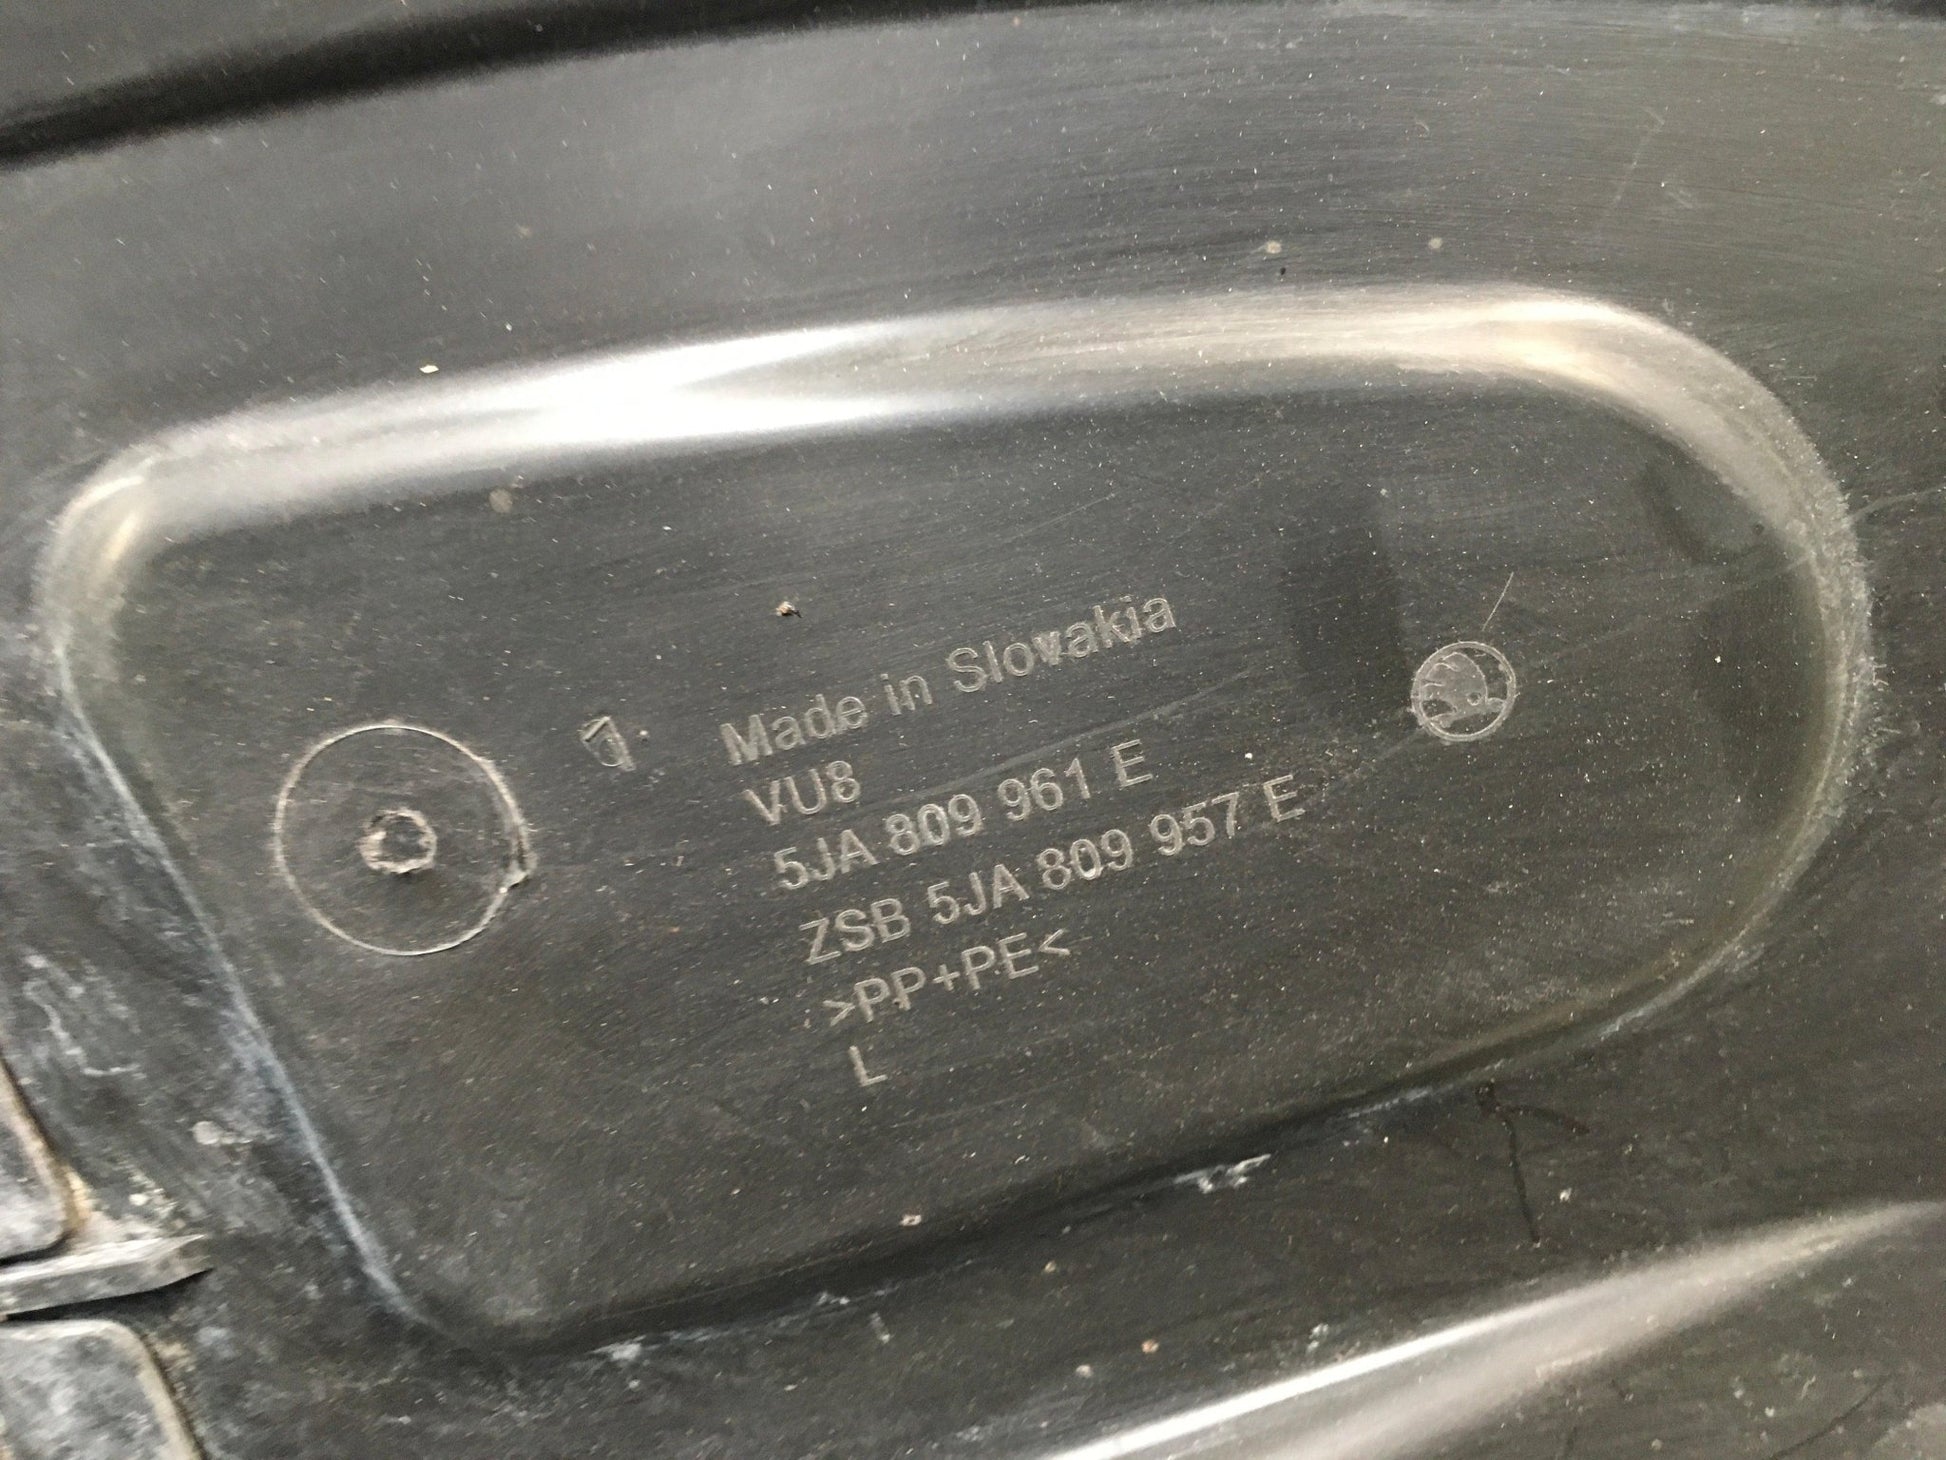 Made in Slovakia
VU8
5JA 809 961 E
ZSB 5JA 809 957 E
>PP+PE<
L